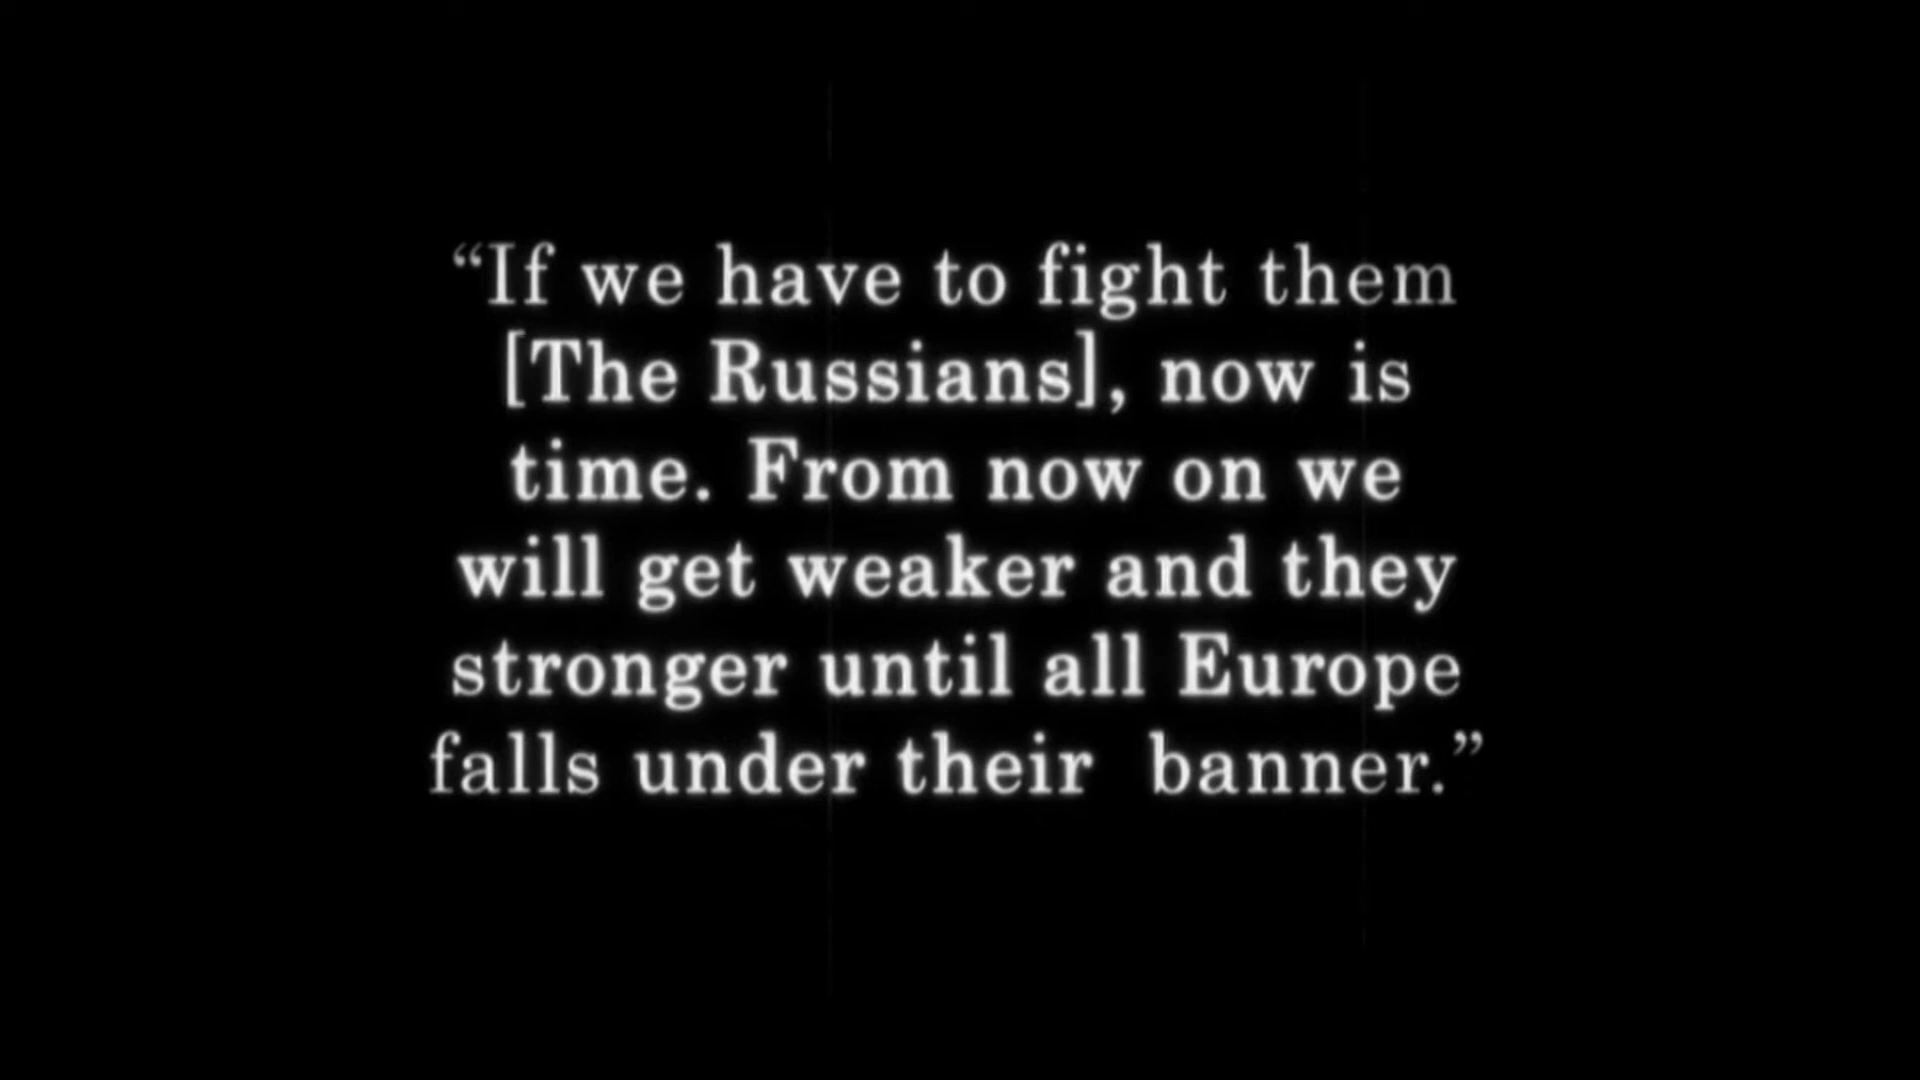 “If we have to fight them
[The Russians], now is
time. From now on we
will get weaker and they
stronger until all Europe
falls under their banner.”